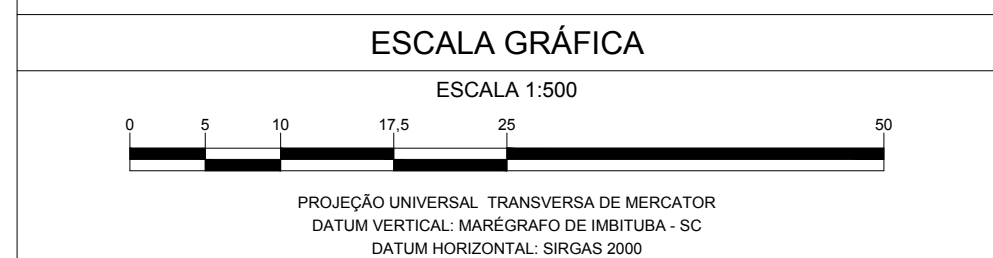 ESCALA GRÁFICA
ESCALA 1:500
0 5 10 17,5 25 50
PROJEÇÃO UNIVERSAL TRANSVERSA DE MERCATOR
DATUM VERTICAL: MARÉGRAFO DE IMBITUBA - SC
DATUM HORIZONTAL: SIRGAS 2000